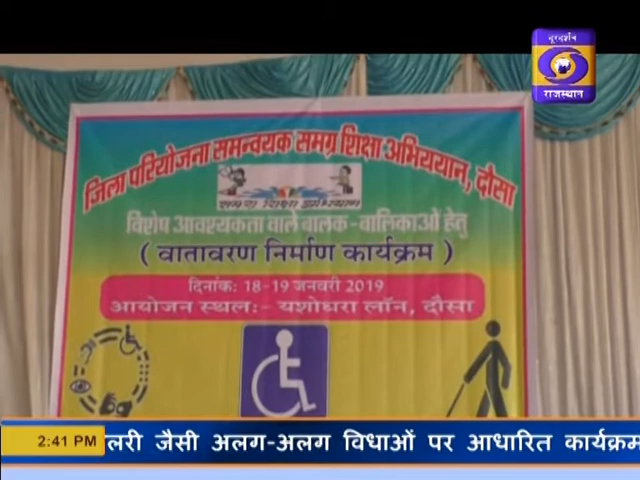 दूरदर्शन
राजस्थान
जिला परियोजना समन्वयक समग्र शिक्षा अभिययान, दौसा
समग्र शिक्षा अभियान
विशेष आवश्यकता वाले बालक-बालिकाओं हेतु
( वातावरण निर्माण कार्यक्रम )
दिनांक: 18-19 जनवरी 2019
आयोजन स्थल:- यशोधरा लॉन, दौसा
2:41 PM लरी जैसी अलग-अलग विधाओं पर आधारित कार्यक्रम